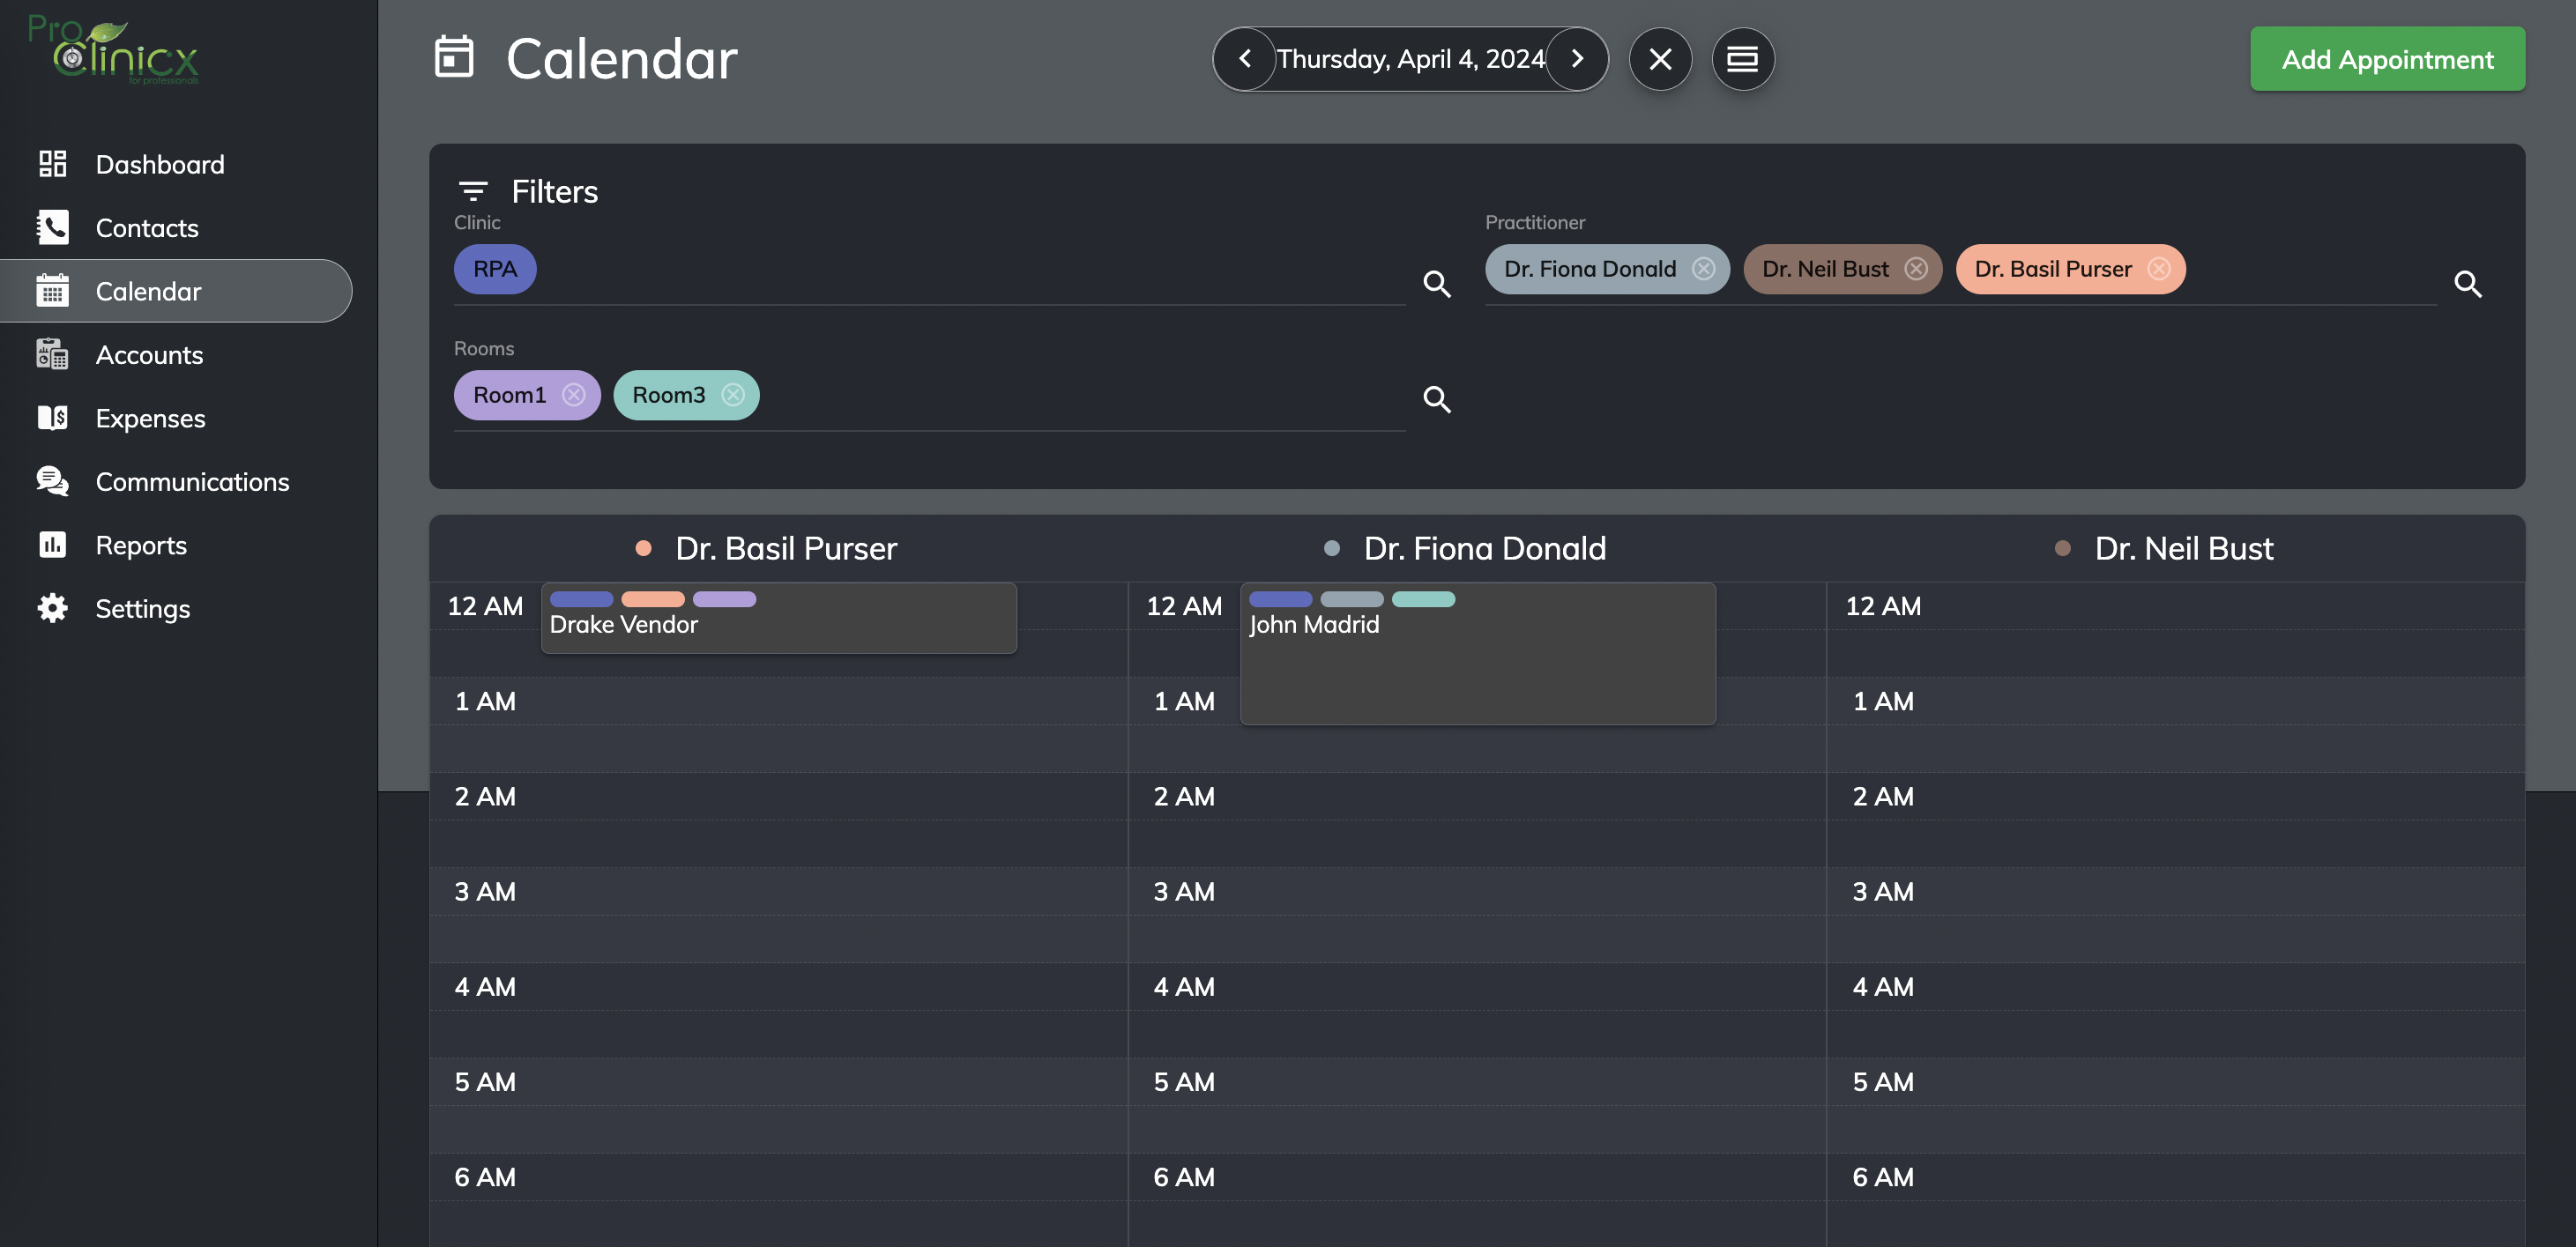 Pro
Clinicx
for professionals
Dashboard
Contacts
Calendar
Accounts
Expenses
Communications
Reports
Settings
Calendar
Thursday, April 4, 2024
Add Appointment
Filters
Clinic
RPA
Practitioner
Dr. Fiona Donald
Dr. Neil Bust
Dr. Basil Purser
Rooms
Room1
Room3
Dr. Basil Purser
Dr. Fiona Donald
Dr. Neil Bust
12 AM
Drake Vendor
1 AM
2 AM
3 AM
4 AM
5 AM
6 AM
12 AM
John Madrid
1 AM
2 AM
3 AM
4 AM
5 AM
6 AM
12 AM
1 AM
2 AM
3 AM
4 AM
5 AM
6 AM